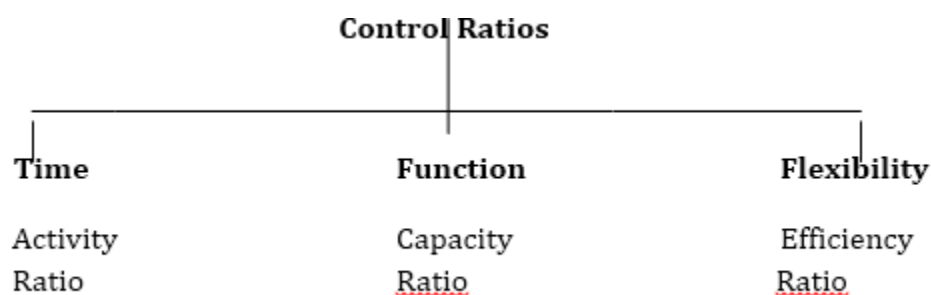 Control Ratios
Time Function Flexibility
Activity Capacity Efficiency
Ratio Ratio Ratio